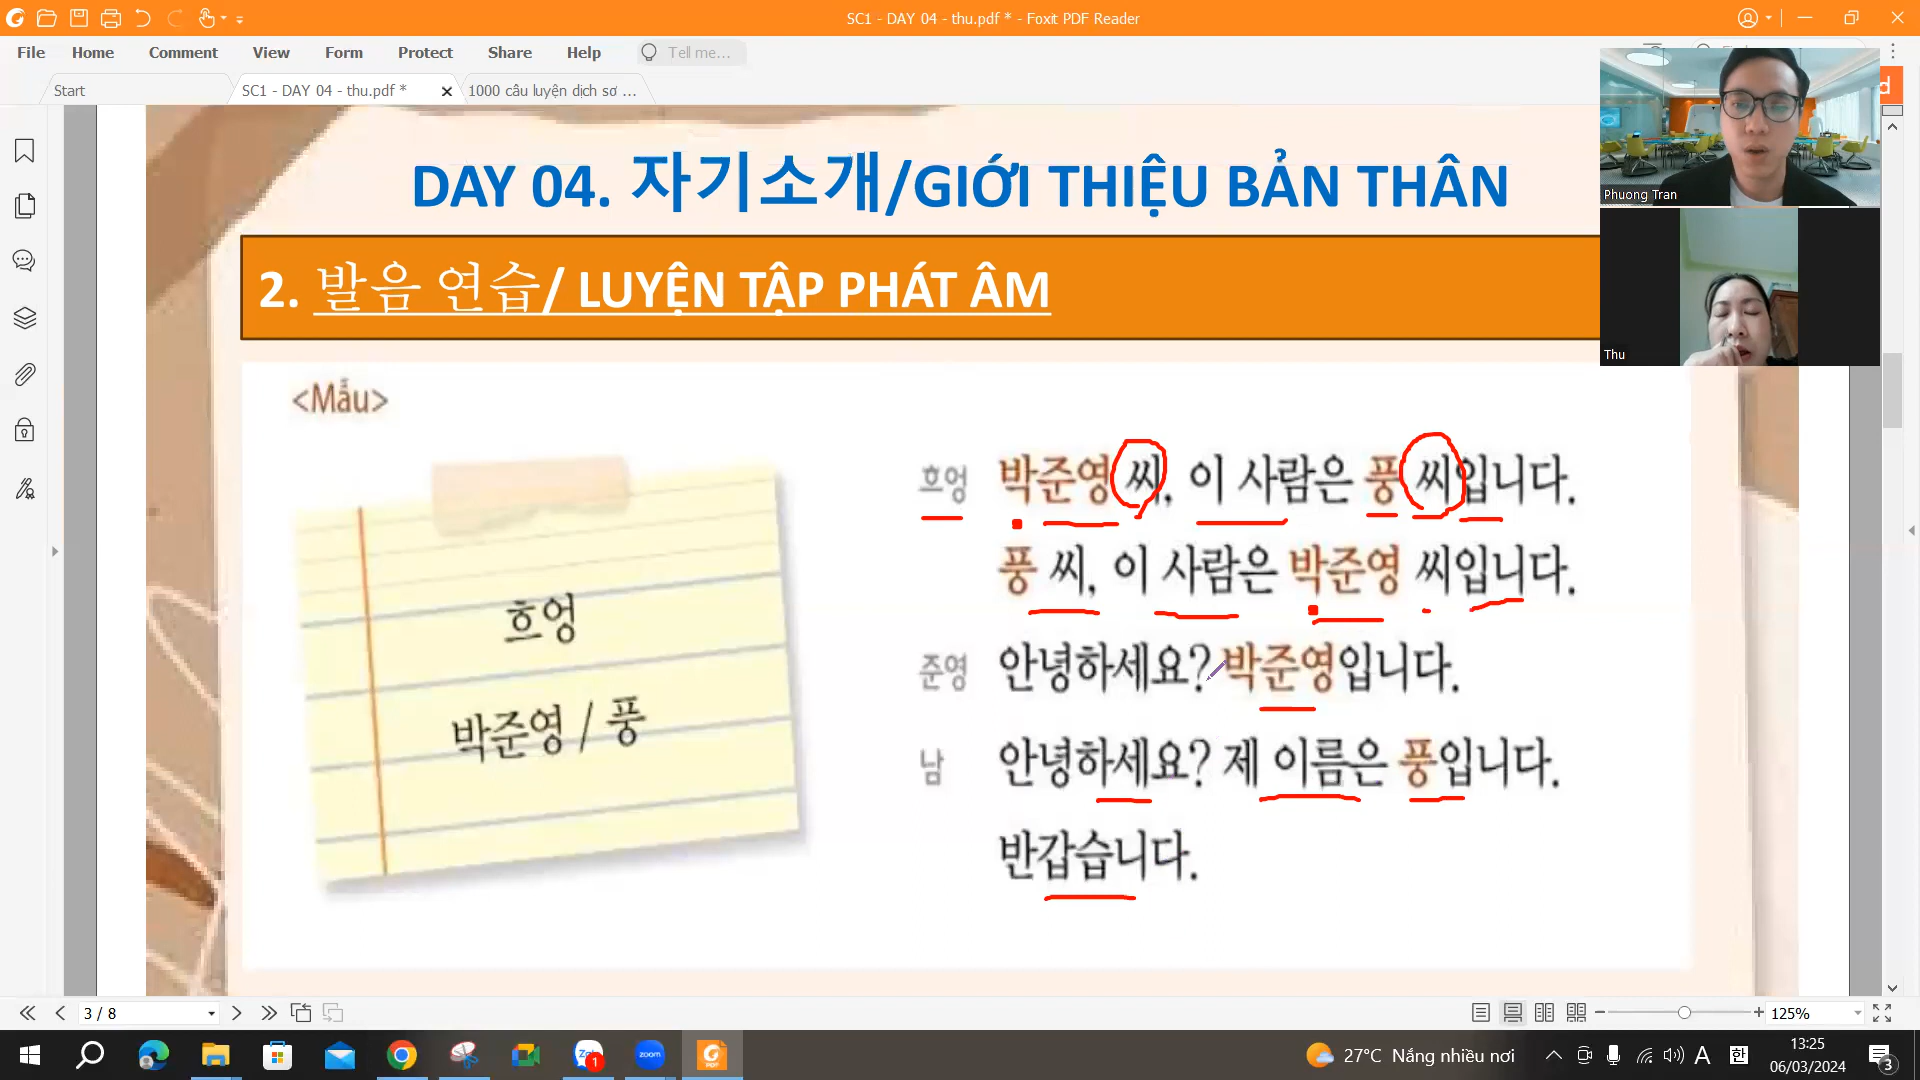 SC1 - DAY 04 - thu.pdf * - Foxit PDF Reader
File Home Comment View Form Protect Share Help Tell me...
Start SC1 - DAY 04 - thu.pdf * 1000 câu luyện dịch sơ ...
DAY 04. 자기소개/GIỚI THIỆU BẢN THÂN
Phuong Tran
2. 발음 연습/ LUYỆN TẬP PHÁT ÂM
Thu
<Mẫu>
흐엉
박준영 / 풍
흐엉 박준영 씨, 이 사람은 풍 씨입니다.
풍 씨, 이 사람은 박준영 씨입니다.
준영 안녕하세요? 박준영입니다.
남 안녕하세요? 제 이름은 풍입니다.
반갑습니다.
3 / 8
125%
zoom
1
27°C Nắng nhiều nơi
A
한
13:25
06/03/2024
3